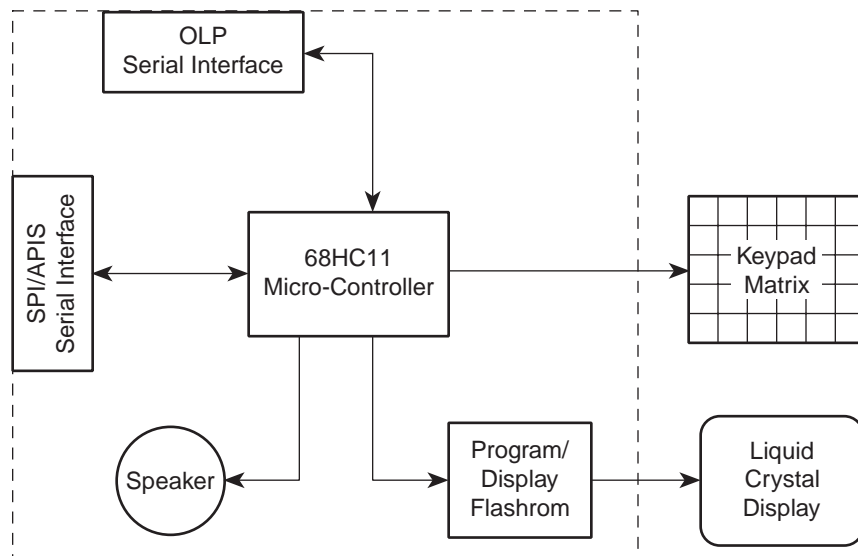 OLP
Serial Interface
SPI/APIS
Serial Interface
68HC11
Micro-Controller
Keypad
Matrix
Speaker
Program/
Display
Flashrom
Liquid
Crystal
Display